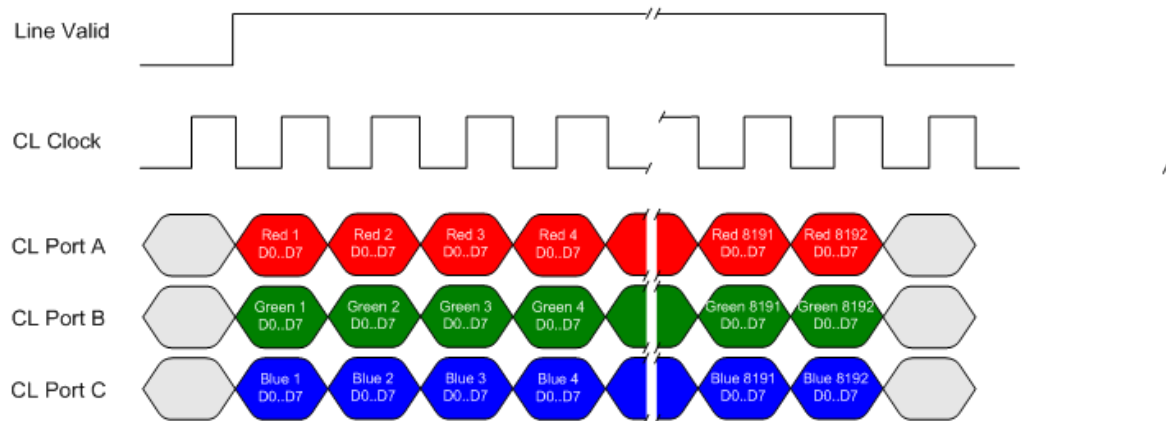 Line Valid
CL Clock
CL Port A
Red 1
D0..D7
Red 2
D0..D7
Red 3
D0..D7
Red 4
D0..D7
Red 8191
D0..D7
Red 8192
D0..D7
CL Port B
Green 1
D0..D7
Green 2
D0..D7
Green 3
D0..D7
Green 4
D0..D7
Green 8191
D0..D7
Green 8192
D0..D7
CL Port C
Blue 1
D0..D7
Blue 2
D0..D7
Blue 3
D0..D7
Blue 4
D0..D7
Blue 8191
D0..D7
Blue 8192
D0..D7